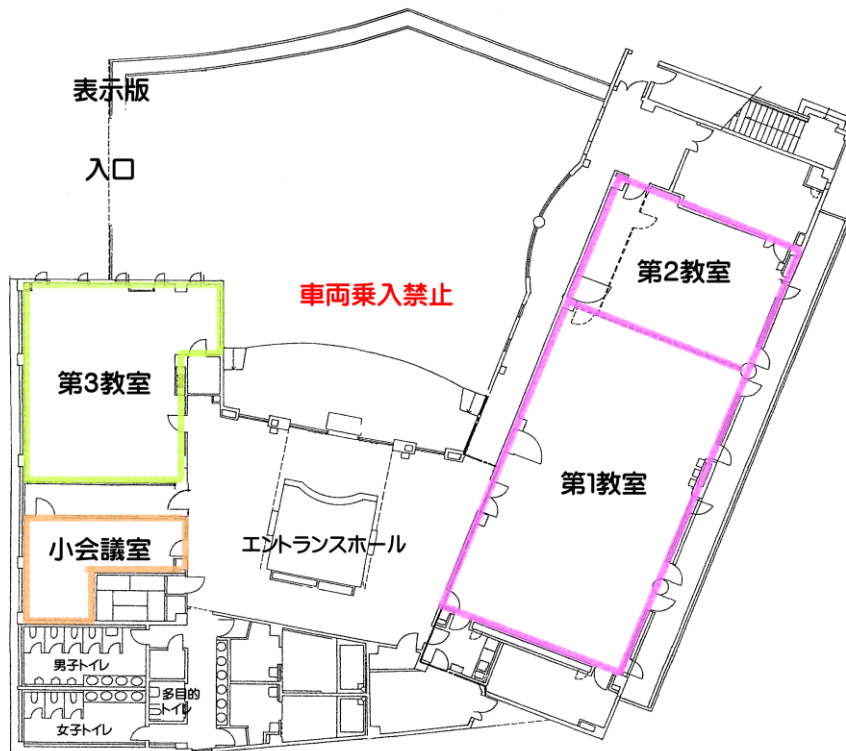 表示版
入口
車両乗入禁止
第2教室
第3教室
第1教室
エントランスホール
小会議室
男子トイレ
多目的
トイレ
女子トイレ